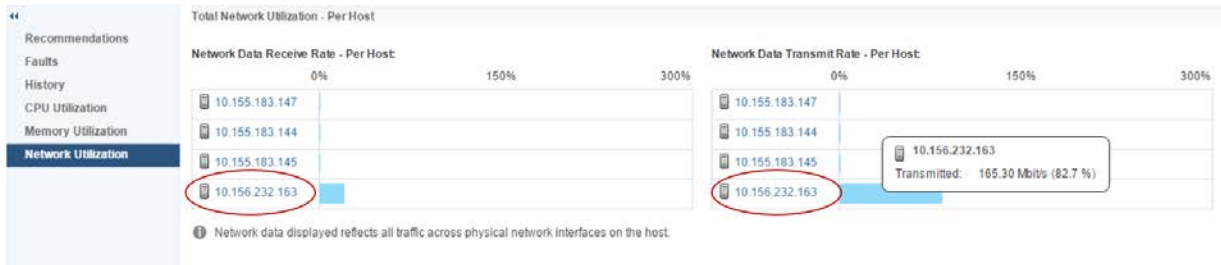 Total Network Utilization - Per Host
Recommendations
Faults
History
CPU Utilization
Memory Utilization
Network Utilization
Network Data Receive Rate - Per Host:
0% 150% 300%
10.155.183.147
10.155.183.144
10.155.183.145
10.156.232.163
Network Data Transmit Rate - Per Host:
0% 150% 300%
10.155.183.147
10.155.183.144
10.155.183.145
10.156.232.163
10.156.232.163
Transmitted: 165.30 Mbit/s (82.7 %)
Network data displayed reflects all traffic across physical network interfaces on the host.